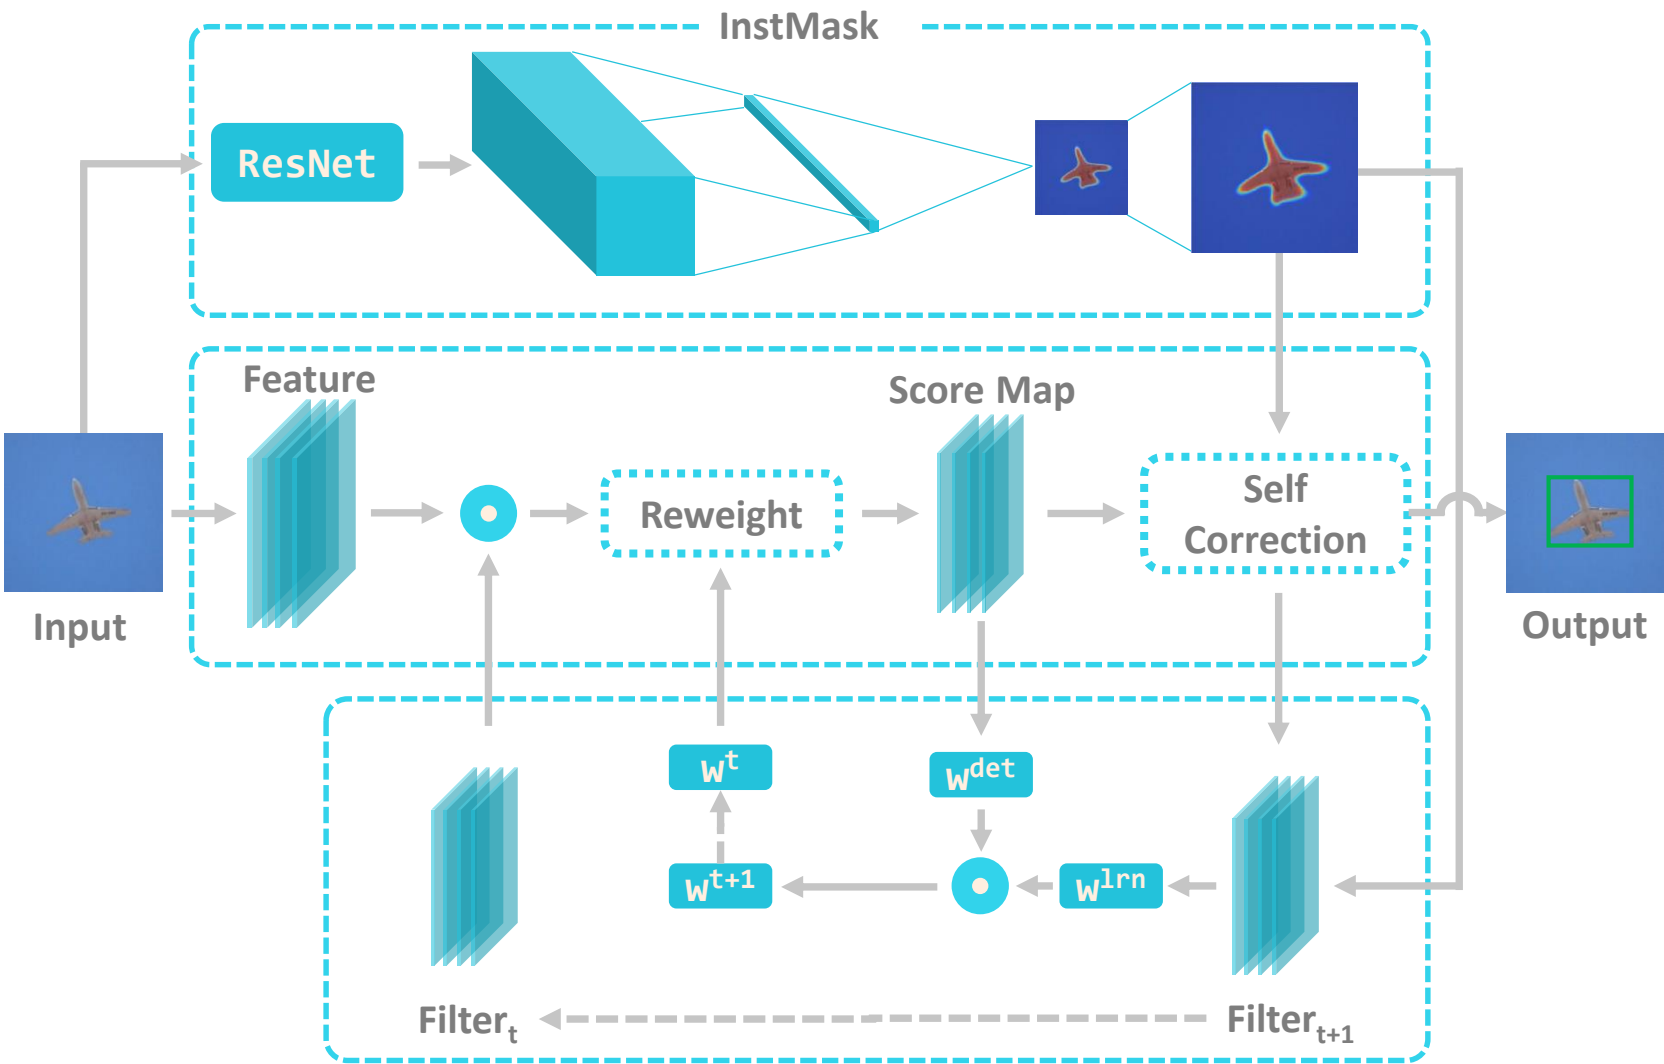 InstMask
ResNet
Feature
Score Map
Self
Correction
Reweight
Input
Output
w^t
w^det
w^t+1
w^lrn
Filter_t
Filter_t+1